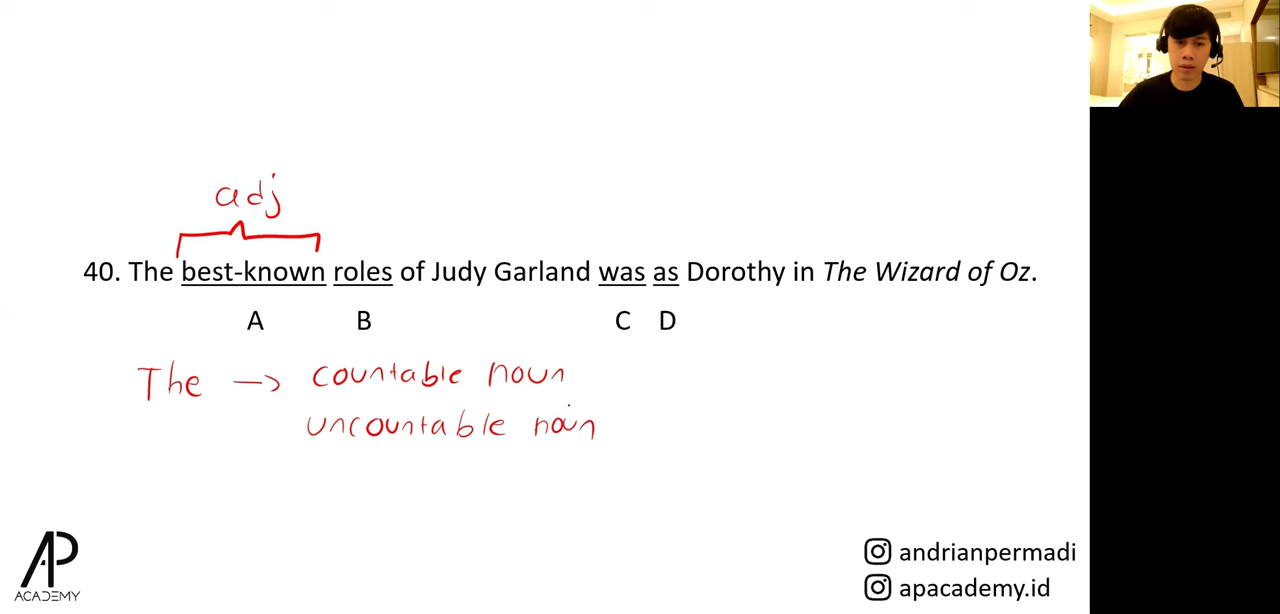 adj
40. The best-known roles of Judy Garland was as Dorothy in The Wizard of Oz.
A B C D
The → countable noun
uncountable noun
AP
ACADEMY
andrianpermadi
apacademy.id